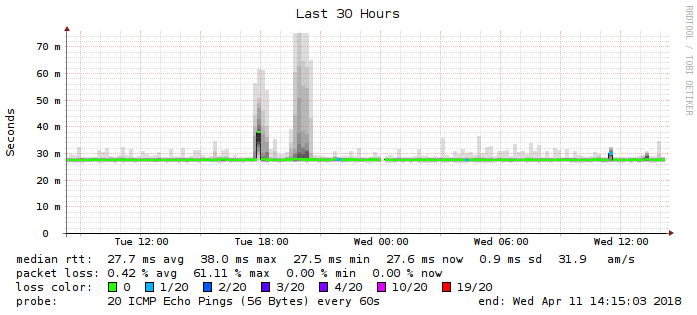 Last 30 Hours
RRDTOOL / TOBI OETIKER
Seconds
70 m
60 m
50 m
40 m
30 m
20 m
10 m
0
Tue 12:00 Tue 18:00 Wed 00:00 Wed 06:00 Wed 12:00
median rtt: 27.7 ms avg 38.0 ms max 27.5 ms min 27.6 ms now 0.9 ms sd 31.9 am/s
packet loss: 0.42 % avg 61.11 % max 0.00 % min 0.00 % now
loss color: 0 1/20 2/20 3/20 4/20 10/20 19/20
probe: 20 ICMP Echo Pings (56 Bytes) every 60s end: Wed Apr 11 14:15:03 2018